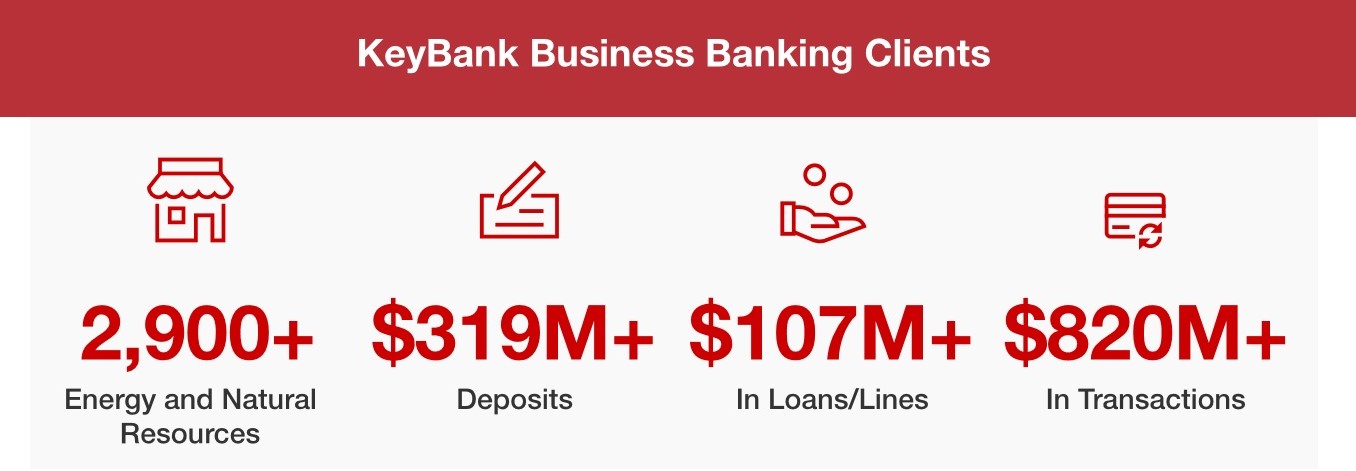 KeyBank Business Banking Clients
2,900+
Energy and Natural
Resources
$319M+
Deposits
$107M+
In Loans/Lines
$820M+
In Transactions